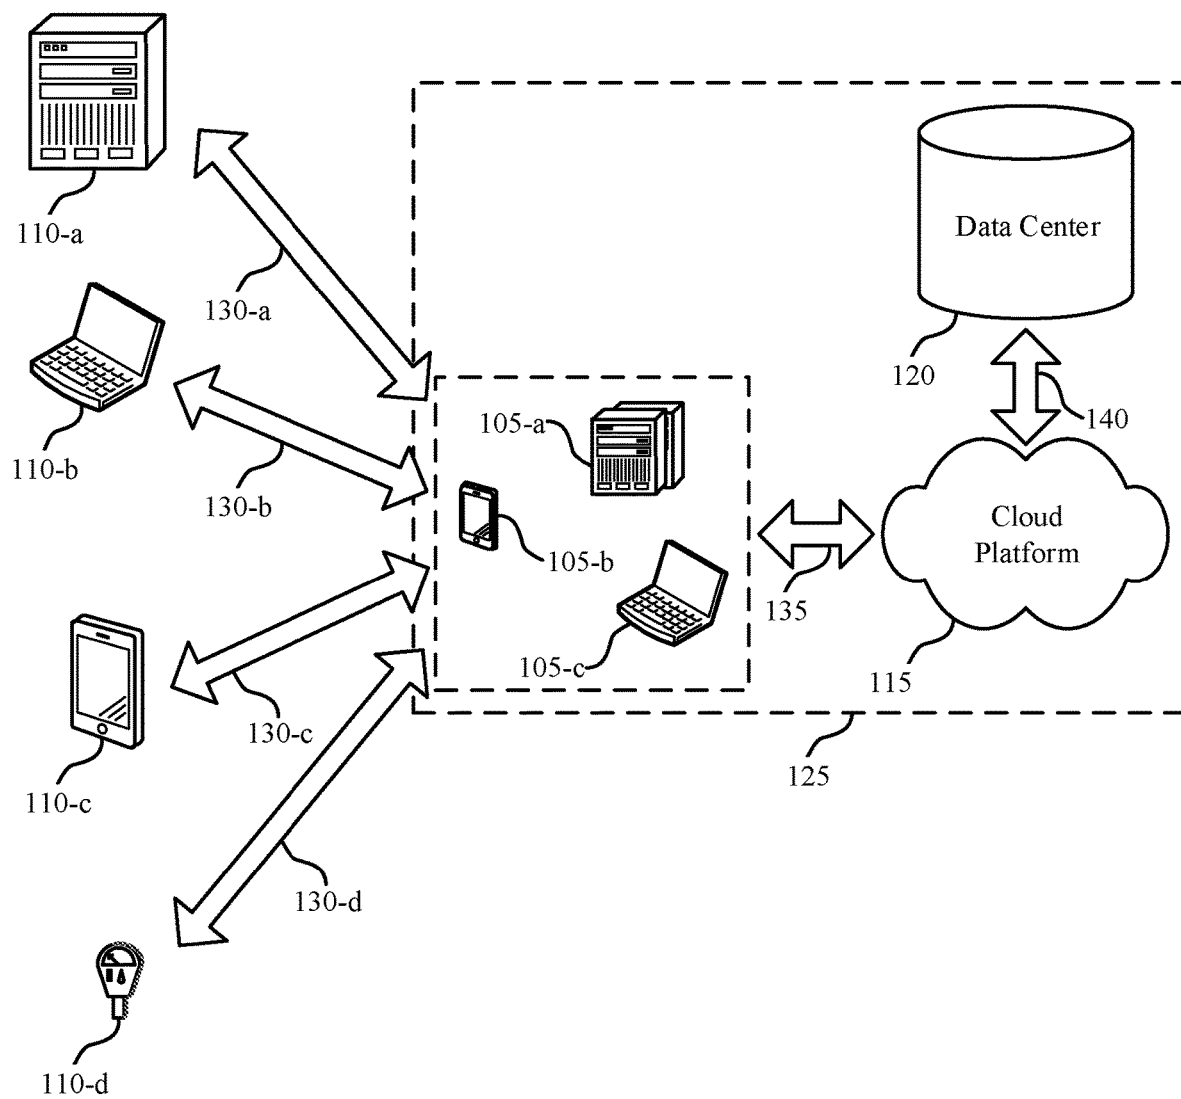 110-a
130-a
Data Center
120
140
110-b
130-b
105-a
105-b
105-c
135
Cloud
Platform
115
130-c
125
110-c
130-d
110-d